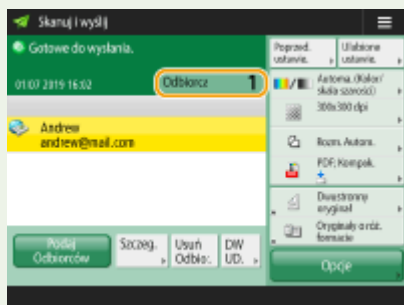 Skanuj i wyślij
Gotowe do wysłania.
01/07 2019 16:02
Odbiorcz 1
Andrew
andrew@mail.com
Podaj
Odbiorców
Szczeg.
Usuń
Odbior.
DW
UD.
Poprzed.
ustawie.
Ulubione
ustawie.
Automa. (Kolor/
skala szarości)
300x300 dpi
Rozm. Autom.
PDF; Kompak.
Dwustronny
oryginał
Oryginały o róż.
formacie
Opcje